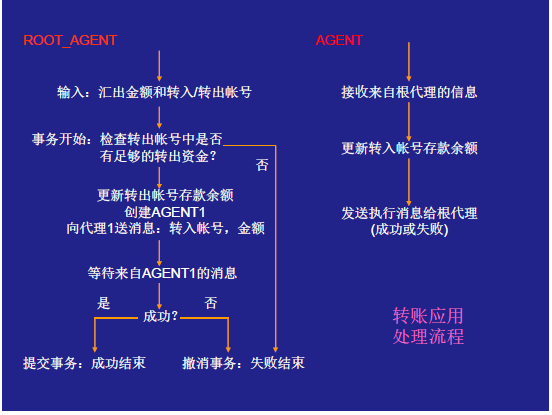 ROOT_AGENT
输入：汇出金额和转入/转出帐号
事务开始：检查转出帐号中是否
有足够的转出资金？
否
更新转出帐号存款余额
创建AGENT1
向代理1送消息：转入帐号，金额
等待来自AGENT1的消息
是
否
成功？
提交事务：成功结束
撤消事务：失败结束
AGENT
接收来自根代理的信息
更新转入帐号存款余额
发送执行消息给根代理
(成功或失败)
转账应用
处理流程